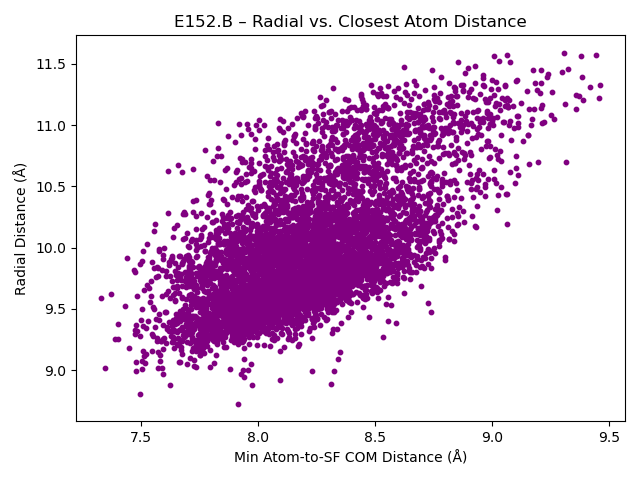 E152.B – Radial vs. Closest Atom Distance
Radial Distance (Å)
11.5
11.0
10.5
10.0
9.5
9.0
7.5 8.0 8.5 9.0 9.5
Min Atom-to-SF COM Distance (Å)